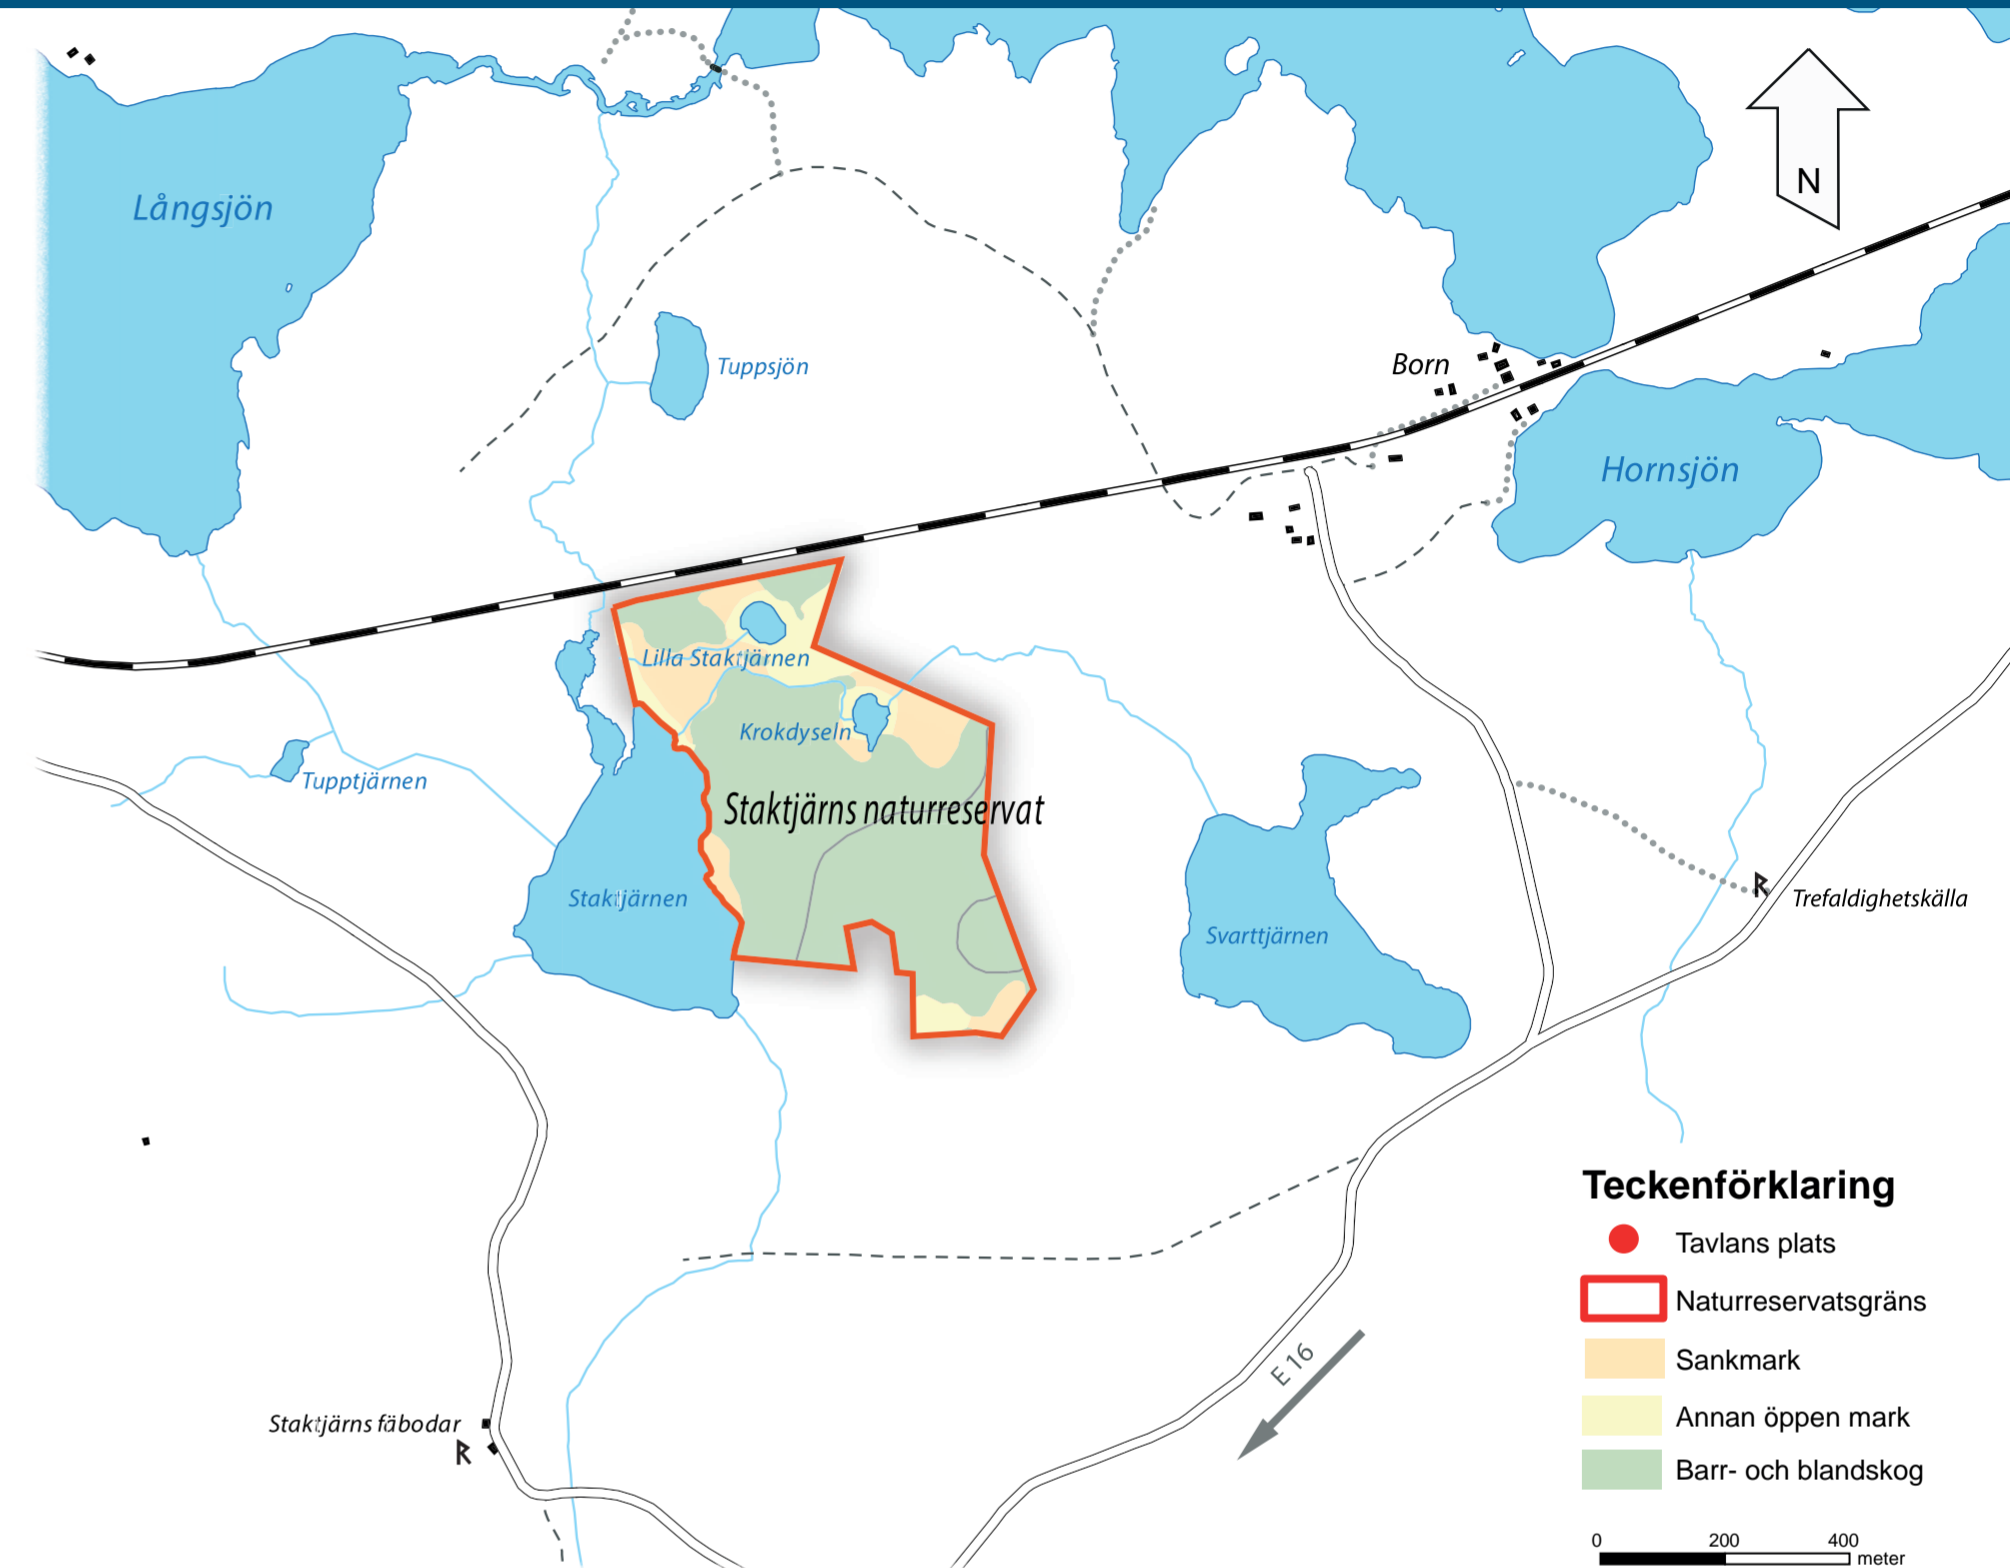 N
Långsjön
Tuppsjön
Born
Hornsjön
Lilla Staktjärnen
Krokdyseln
Tupptjärnen
Staktjärns naturreservat
Staktjärnen
Trefaldighetskälla
Svarttjärnen
E 16
Staktjärns fäbodar
Teckenförklaring
Tavlans plats
Naturreservatsgräns
Sankmark
Annan öppen mark
Barr- och blandskog
0 200 400
meter